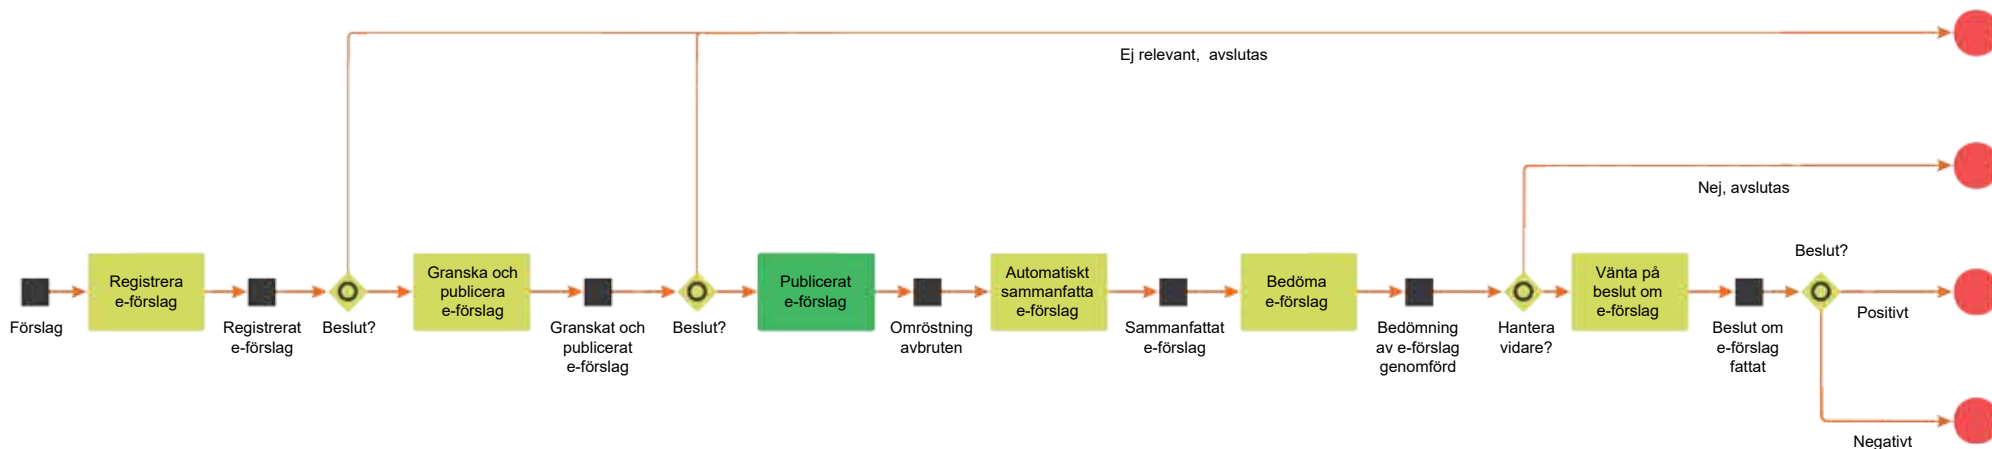 Ej relevant,  avslutas
Nej, avslutas
Förslag
Registrera
e-förslag
Registrerat
e-förslag
Beslut?
Granska och
publicera
e-förslag
Granskat och
publicerat
e-förslag
Beslut?
Publicerat
e-förslag
Omröstning
avbruten
Automatiskt
sammanfatta
e-förslag
Sammanfattat
e-förslag
Bedöma
e-förslag
Bedömning
av e-förslag
genomförd
Hantera
vidare?
Vänta på
beslut om
e-förslag
Beslut om
e-förslag
fattat
Beslut?
Positivt
Negativt